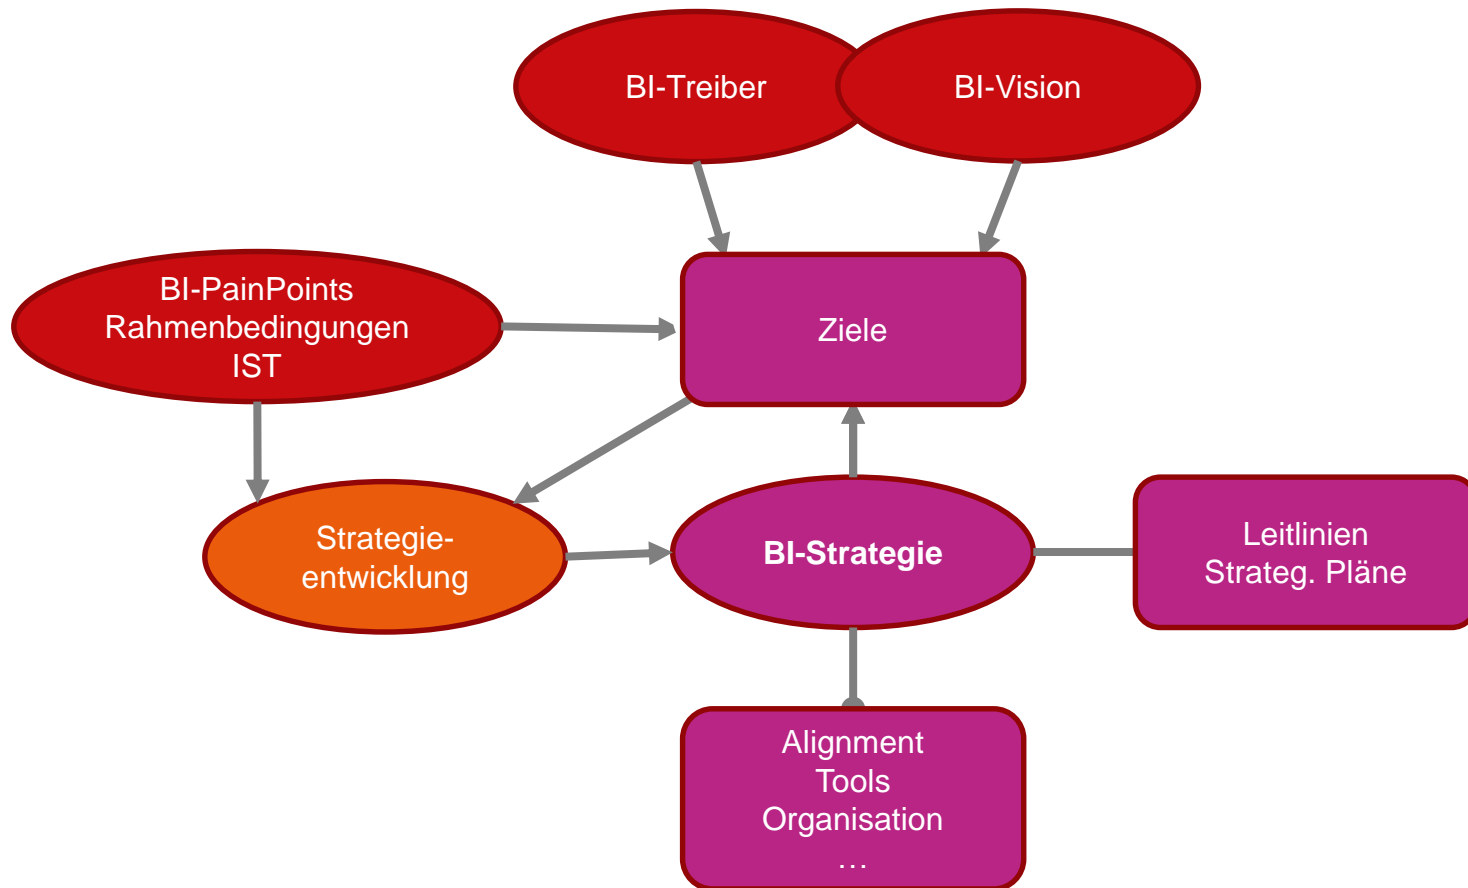 BI-Treiber
BI-Vision
BI-PainPoints
Rahmenbedingungen
IST
Ziele
Strategie-
entwicklung
BI-Strategie
Leitlinien
Strateg. Pläne
Alignment
Tools
Organisation
…